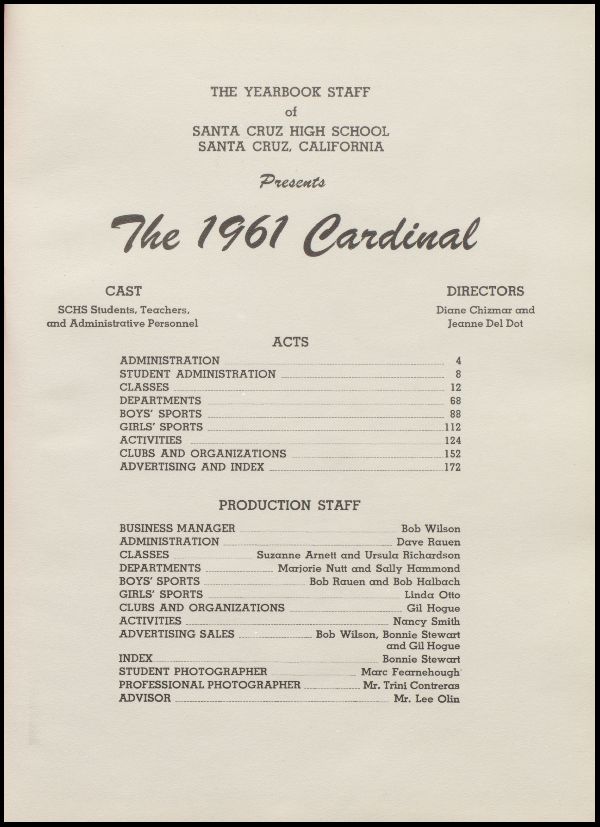 THE YEARBOOK STAFF
of
SANTA CRUZ HIGH SCHOOL
SANTA CRUZ, CALIFORNIA
Presents
The 1961 Cardinal
CAST
SCHS Students, Teachers,
and Administrative Personnel
DIRECTORS
Diane Chizmar and
Jeanne Del Dot
ACTS
ADMINISTRATION 4
STUDENT ADMINISTRATION 8
CLASSES 12
DEPARTMENTS 68
BOYS' SPORTS 88
GIRLS' SPORTS 112
ACTIVITIES 124
CLUBS AND ORGANIZATIONS 152
ADVERTISING AND INDEX 172
PRODUCTION STAFF
BUSINESS MANAGER Bob Wilson
ADMINISTRATION Dave Rauen
CLASSES Suzanne Arnett and Ursula Richardson
DEPARTMENTS Marjorie Nutt and Sally Hammond
BOYS' SPORTS Bob Rauen and Bob Halbach
GIRLS' SPORTS Linda Otto
CLUBS AND ORGANIZATIONS Gil Hogue
ACTIVITIES Nancy Smith
ADVERTISING SALES Bob Wilson, Bonnie Stewart
and Gil Hogue
INDEX Bonnie Stewart
STUDENT PHOTOGRAPHER Marc Fearnehough
PROFESSIONAL PHOTOGRAPHER Mr. Trini Contreras
ADVISOR Mr. Lee Olin